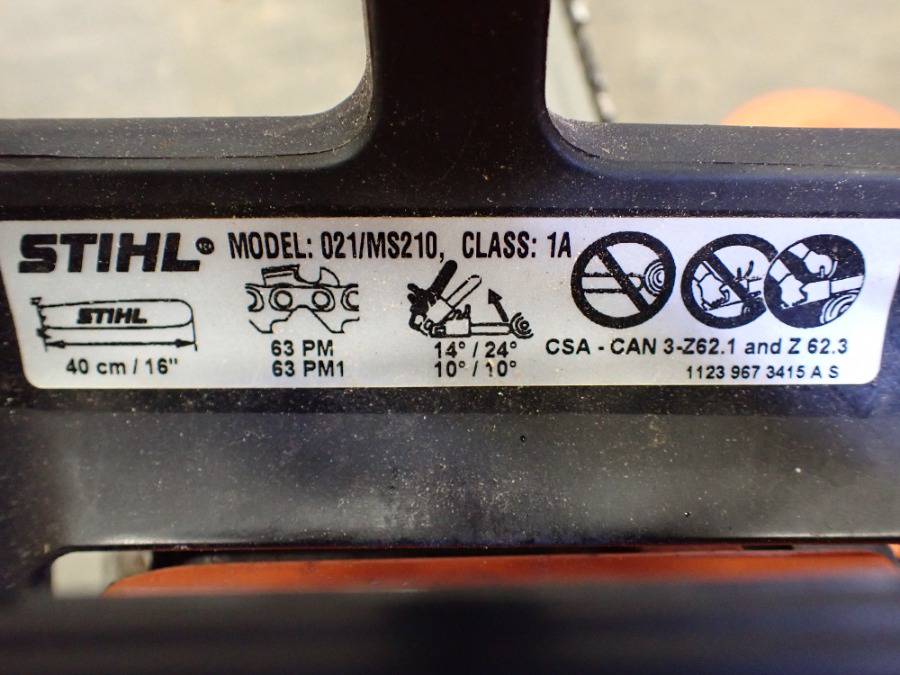 STIHL® MODEL: 021/MS210, CLASS: 1A
STIHL
40 cm / 16"
63 PM
63 PM1
14° / 24°
10° / 10°
CSA - CAN 3-Z62.1 and Z 62.3
1123 967 3415 A S